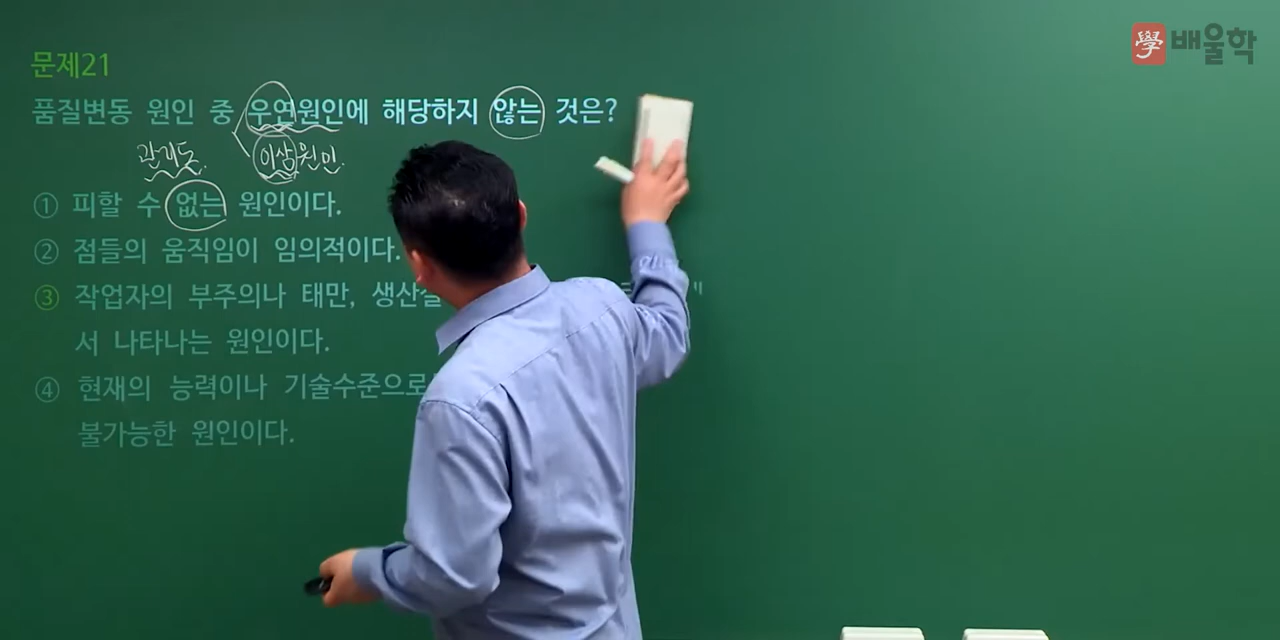 學 배울학
문제21
품질변동 원인 중 우연원인에 해당하지 않는 것은?
관리도. 이상원인.
① 피할 수 없는 원인이다.
② 점들의 움직임이 임의적이다.
③ 작업자의 부주의나 태만, 생산설
서 나타나는 원인이다.
④ 현재의 능력이나 기술수준으로
불가능한 원인이다.